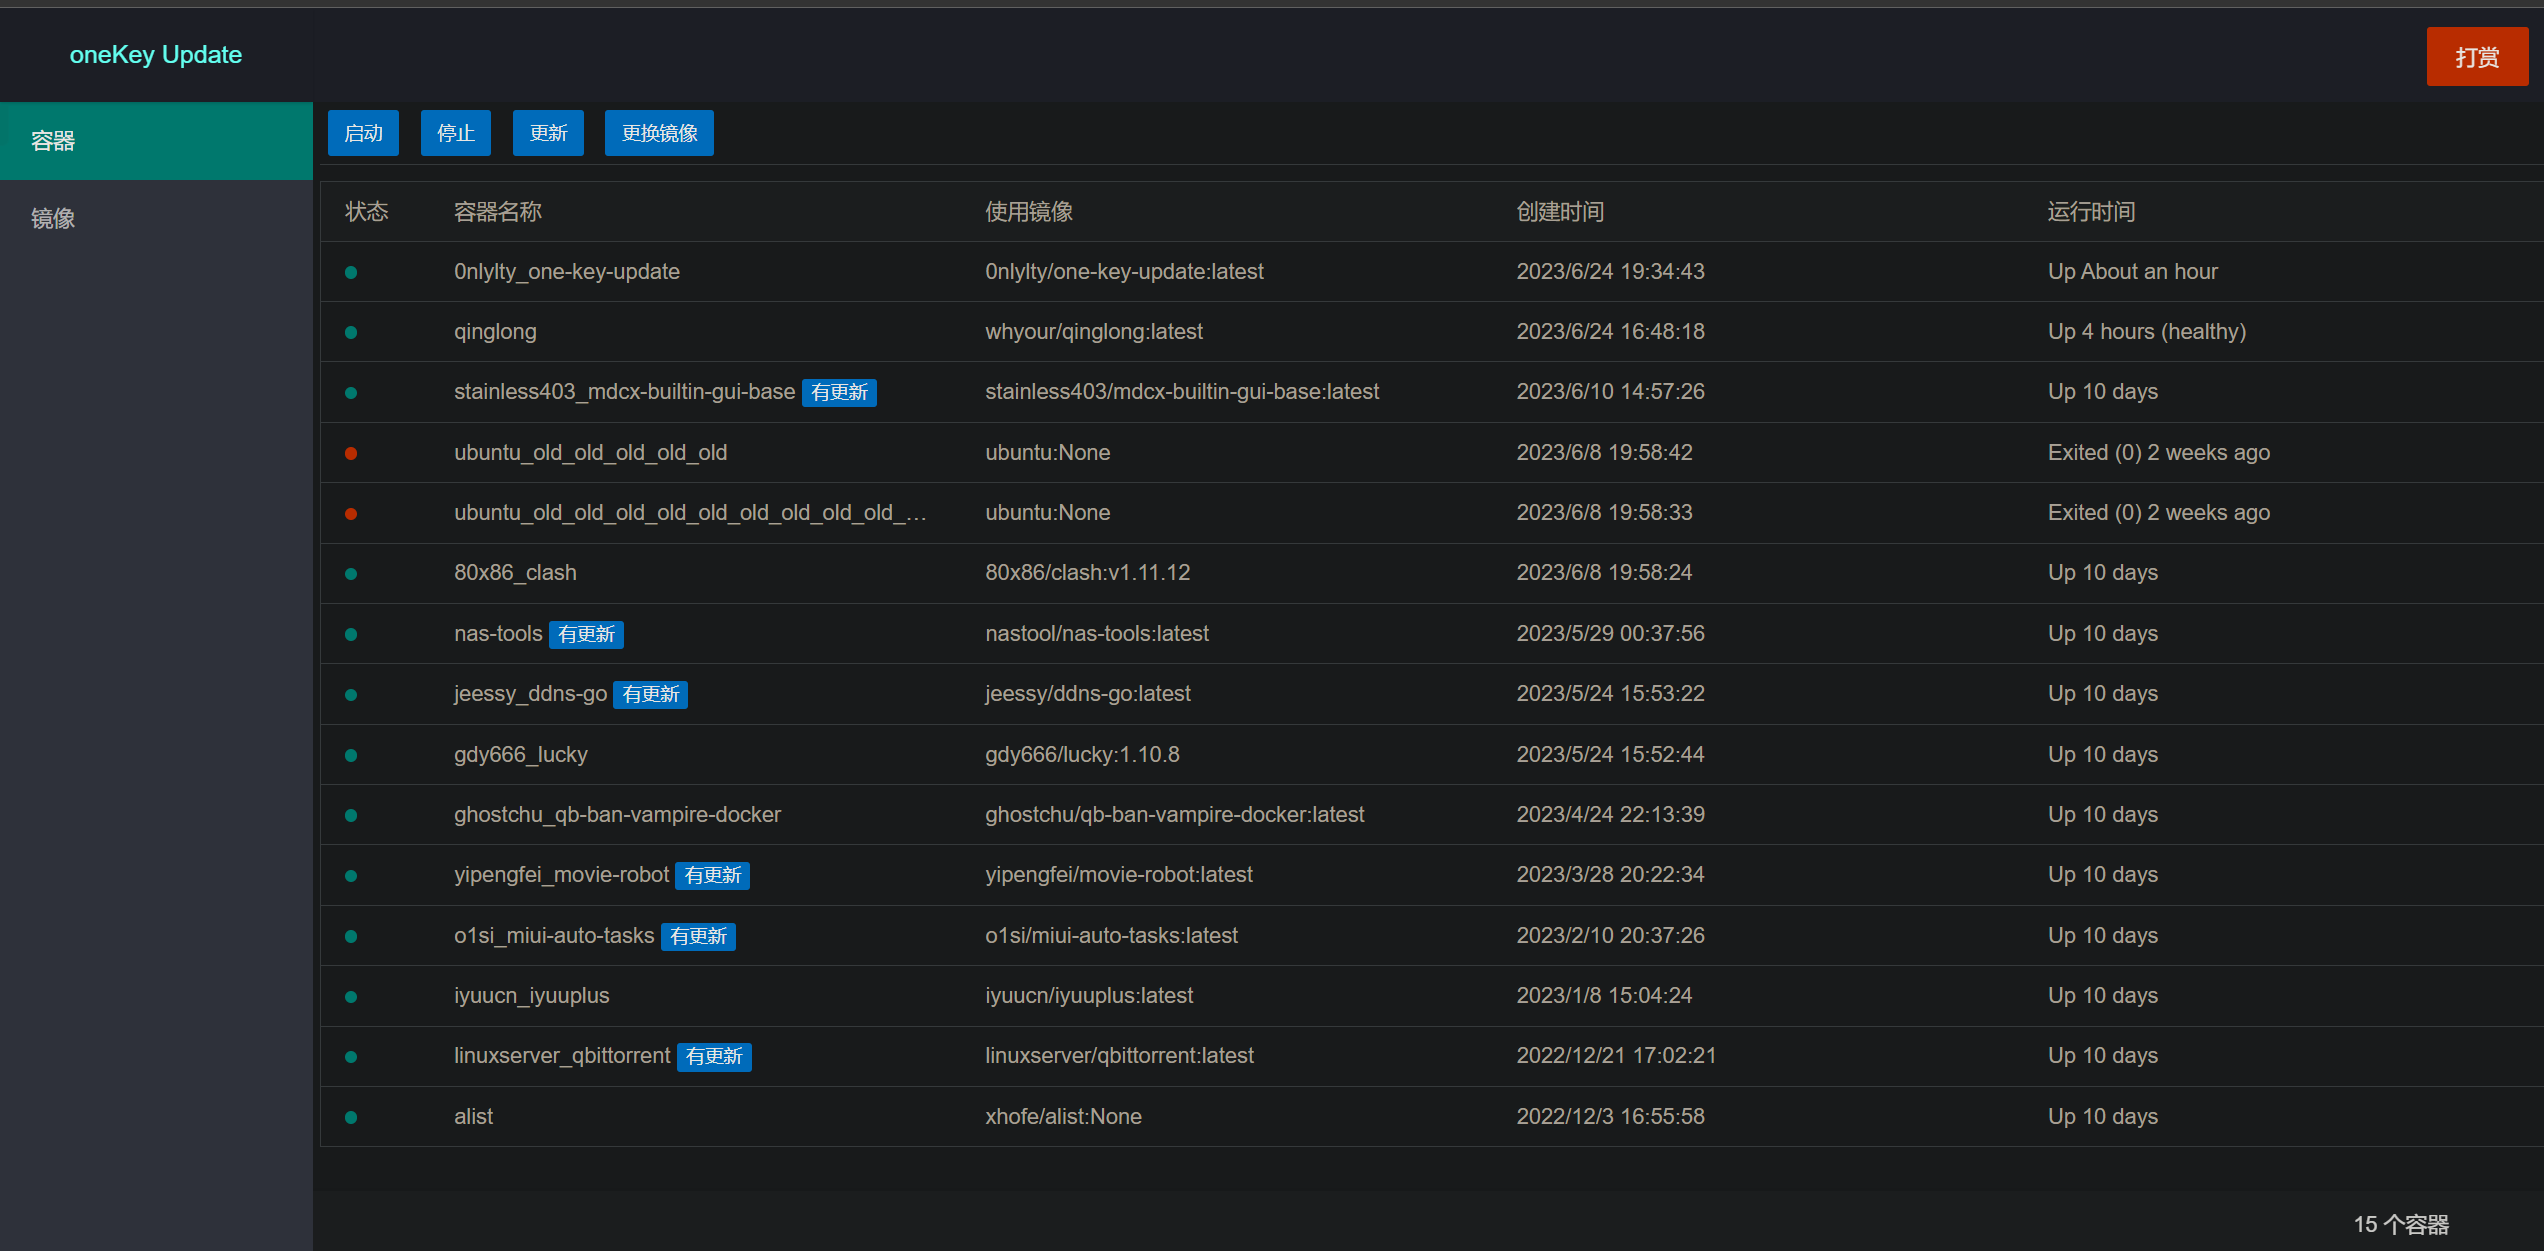 oneKey Update
打赏
容器
镜像
启动 停止 更新 更换镜像
状态 容器名称 使用镜像 创建时间 运行时间
0nlylty_one-key-update 0nlylty/one-key-update:latest 2023/6/24 19:34:43 Up About an hour
qinglong whyour/qinglong:latest 2023/6/24 16:48:18 Up 4 hours (healthy)
stainless403_mdcx-builtin-gui-base 有更新 stainless403/mdcx-builtin-gui-base:latest 2023/6/10 14:57:26 Up 10 days
ubuntu_old_old_old_old_old ubuntu:None 2023/6/8 19:58:42 Exited (0) 2 weeks ago
ubuntu_old_old_old_old_old_old_old_old_old_… ubuntu:None 2023/6/8 19:58:33 Exited (0) 2 weeks ago
80x86_clash 80x86/clash:v1.11.12 2023/6/8 19:58:24 Up 10 days
nas-tools 有更新 nastool/nas-tools:latest 2023/5/29 00:37:56 Up 10 days
jeessy_ddns-go 有更新 jeessy/ddns-go:latest 2023/5/24 15:53:22 Up 10 days
gdy666_lucky gdy666/lucky:1.10.8 2023/5/24 15:52:44 Up 10 days
ghostchu_qb-ban-vampire-docker ghostchu/qb-ban-vampire-docker:latest 2023/4/24 22:13:39 Up 10 days
yipengfei_movie-robot 有更新 yipengfei/movie-robot:latest 2023/3/28 20:22:34 Up 10 days
o1si_miui-auto-tasks 有更新 o1si/miui-auto-tasks:latest 2023/2/10 20:37:26 Up 10 days
iyuucn_iyuuplus iyuucn/iyuuplus:latest 2023/1/8 15:04:24 Up 10 days
linuxserver_qbittorrent 有更新 linuxserver/qbittorrent:latest 2022/12/21 17:02:21 Up 10 days
alist xhofe/alist:None 2022/12/3 16:55:58 Up 10 days
15 个容器